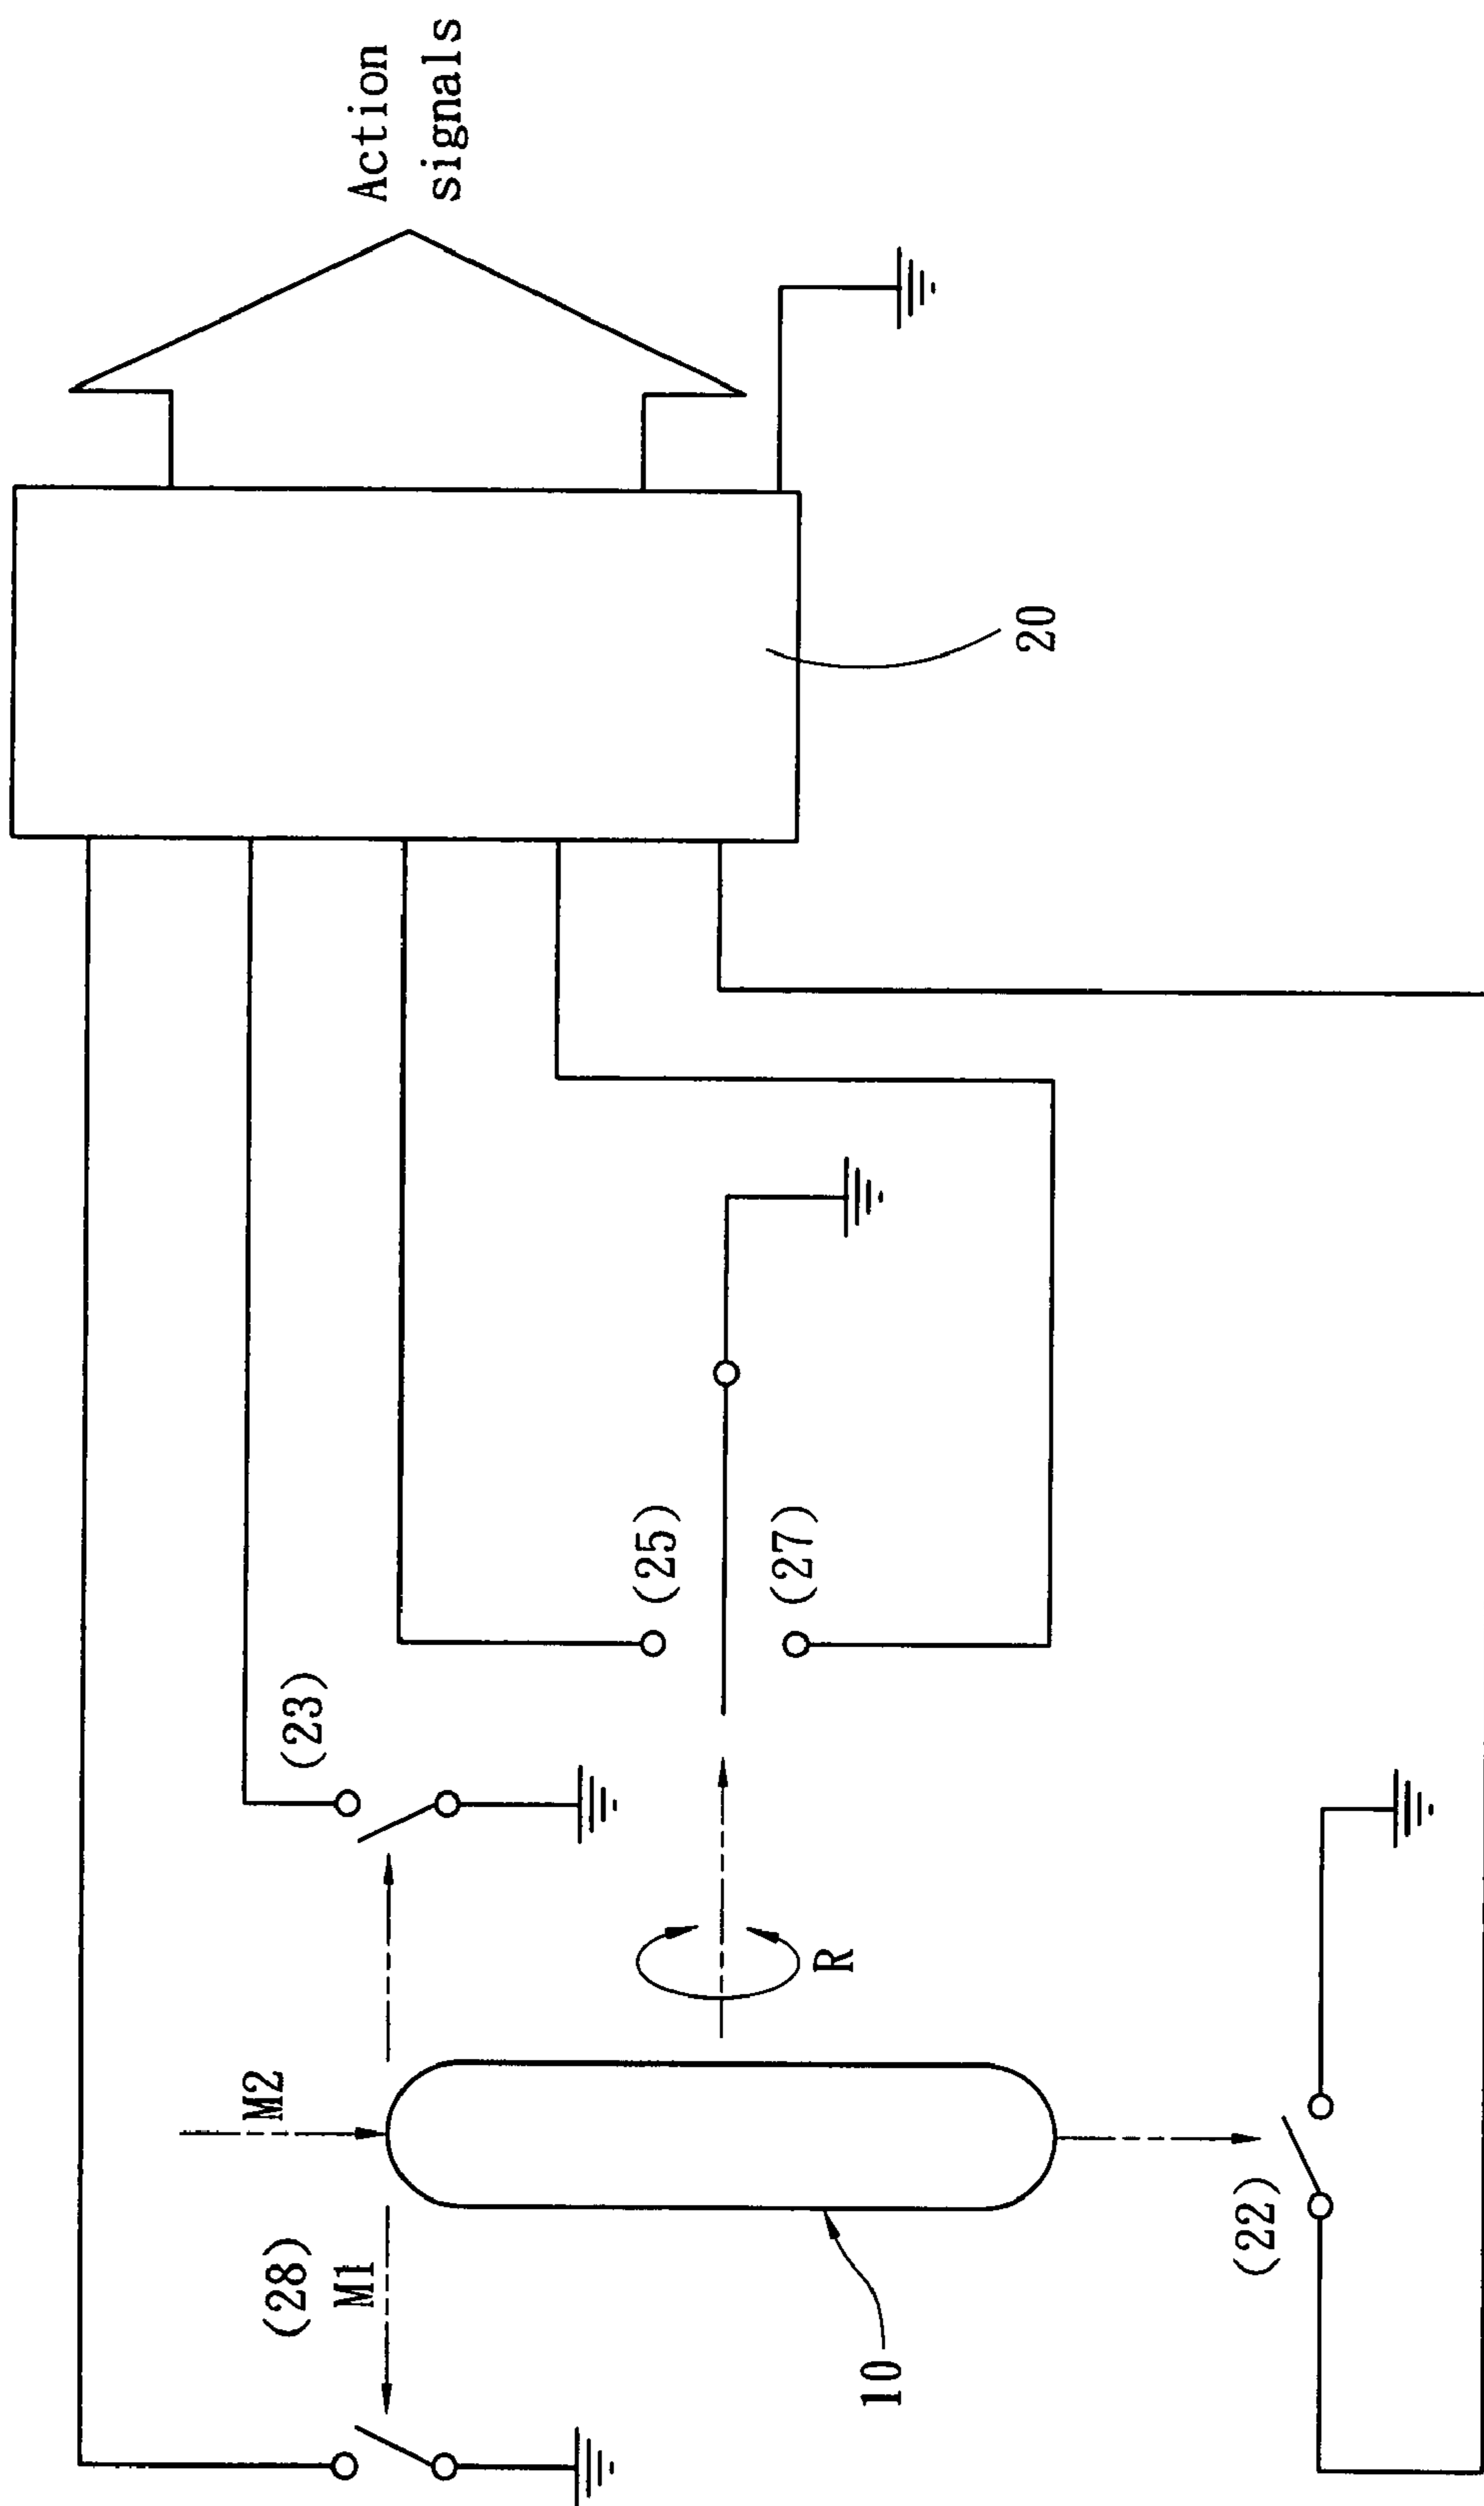 Action
signals
20
(25)
(27)
(23)
R
M2
(28)
M1
(22)
10